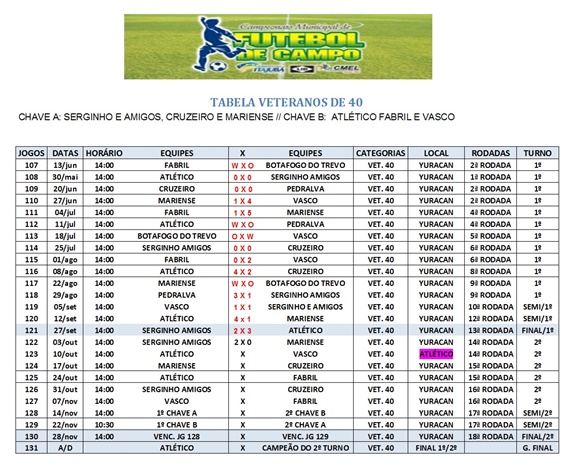 Campeonato Municipal de
FUTEBOL
DE CAMPO
ITAJUBÁ CMEL
TABELA VETERANOS DE 40
CHAVE A: SERGINHO E AMIGOS, CRUZEIRO E MARIENSE // CHAVE B: ATLÉTICO FABRIL E VASCO
JOGOS DATAS HORÁRIO EQUIPES X EQUIPES CATEGORIAS LOCAL RODADAS TURNO
107 13/jun 14:00 FABRIL W X O BOTAFOGO DO TREVO VET. 40 YURACAN 2ª RODADA 1º
108 30/mai 14:00 ATLÉTICO 0 X 0 SERGINHO AMIGOS VET. 40 YURACAN 1ª RODADA 1º
109 20/jun 14:00 CRUZEIRO 0 X 0 PEDRALVA VET. 40 YURACAN 3ª RODADA 1º
110 27/jun 14:00 MARIENSE 1 X 4 VASCO VET. 40 YURACAN 4ª RODADA 1º
111 04/jul 14:00 FABRIL 1 X 5 MARIENSE VET. 40 YURACAN 5ª RODADA 1º
112 11/jul 14:00 ATLÉTICO W X O PEDRALVA VET. 40 YURACAN 4ª RODADA 1º
113 18/jul 14:00 BOTAFOGO DO TREVO O X W VASCO VET. 40 YURACAN 5ª RODADA 1º
114 25/jul 14:00 SERGINHO AMIGOS 0 X 0 CRUZEIRO VET. 40 YURACAN 6ª RODADA 1º
115 01/ago 14:00 FABRIL 0 X 2 VASCO VET. 40 YURACAN 7ª RODADA 1º
116 08/ago 14:00 ATLÉTICO 4 X 2 CRUZEIRO VET. 40 YURACAN 8ª RODADA 1º
117 22/ago 14:00 MARIENSE W X O BOTAFOGO DO TREVO VET. 40 YURACAN 9ª RODADA 1º
118 29/ago 14:00 PEDRALVA 3 X 1 SERGINHO AMIGOS VET. 40 YURACAN 9ª RODADA 1º
119 05/set 14:00 VASCO 1 X 1 SERGINHO E AMIGOS VET. 40 YURACAN 10ª RODADA SEMI/1º
120 12/set 14:00 ATLÉTICO 4 x 1 MARIENSE VET. 40 YURACAN 12ª RODADA SEMI/1º
121 27/set 14:00 SERGINHO AMIGOS 2 X 3 ATLÉTICO VET. 40 YURACAN 13ª RODADA FINAL/1º
122 03/out 14:00 SERGINHO AMIGOS 2 X 0 MARIENSE VET. 40 YURACAN 14ª RODADA 2º
123 10/out 14:00 ATLÉTICO X VASCO VET. 40 ATLÉTICO 14ª RODADA 2º
124 17/out 14:00 MARIENSE X CRUZEIRO VET. 40 YURACAN 15ª RODADA 2º
125 24/out 14:00 ATLÉTICO X FABRIL VET. 40 YURACAN 15ª RODADA 2º
126 31/out 14:00 SERGINHO AMIGOS X CRUZEIRO VET. 40 YURACAN 16ª RODADA 2º
127 07/nov 14:00 VASCO X FABRIL VET. 40 YURACAN 16ª RODADA 2º
128 14/nov 14:00 1º CHAVE A X 2º CHAVE B VET. 40 YURACAN 17ª RODADA SEMI/2º
129 22/nov 10:30 1º CHAVE B X 2º CHAVE A VET. 40 YURACAN 17ª RODADA SEMI/2º
130 28/nov 14:00 VENC. JG 128 X VENC. JG 129 VET. 40 YURACAN 18ª RODADA FINAL/2º
131 A/D ATLÉTICO X CAMPEÃO DO 2º TURNO VET. 40 FINAL 1º/2º G. FINAL